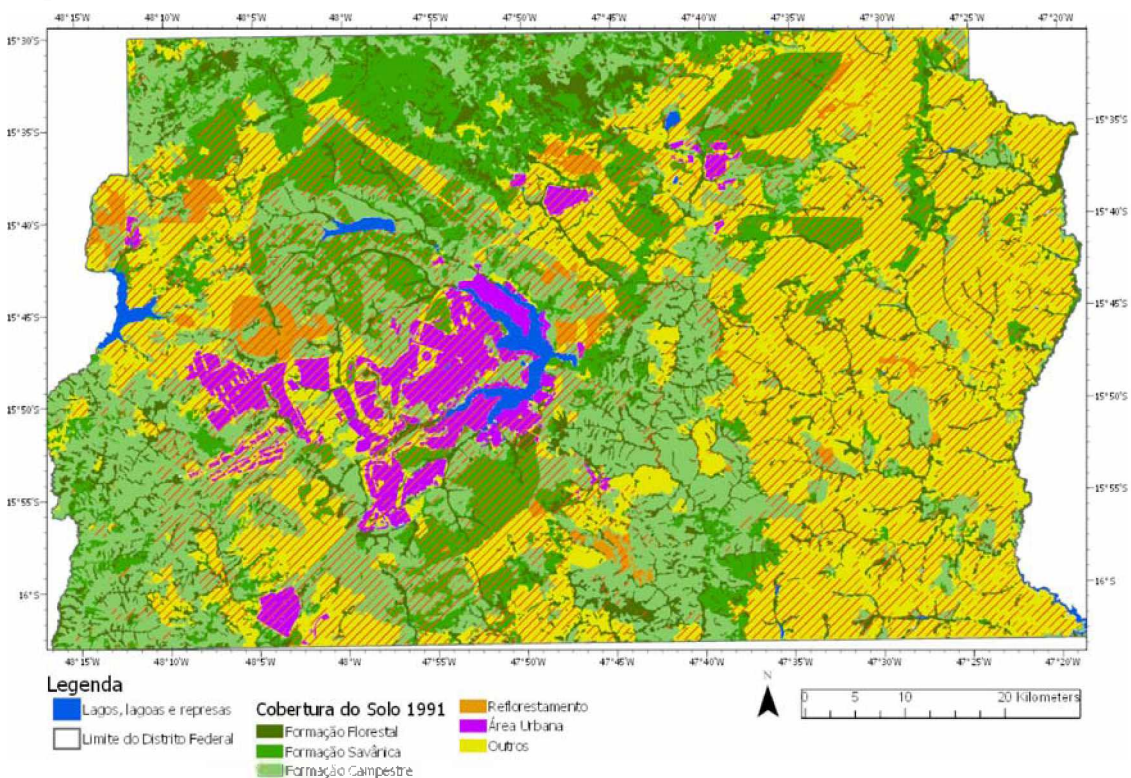 48°15'W 48°10'W 48°5'W 48°W 47°55'W 47°50'W 47°45'W 47°40'W 47°35'W 47°30'W 47°25'W 47°20'W
15°30'S 15°30'S
15°35'S 15°35'S
15°40'S 15°40'S
15°45'S 15°45'S
15°50'S 15°50'S
15°55'S 15°55'S
16°S 16°S
48°15'W 48°10'W 48°5'W 48°W 47°55'W 47°50'W 47°45'W 47°40'W 47°35'W 47°30'W 47°25'W 47°20'W
Legenda
Lagos, lagoas e represas
Limite do Distrito Federal
Cobertura do Solo 1991
Formação Florestal
Formação Savânica
Formação Campestre
Reflorestamento
Área Urbana
Outros
N
0 5 10 20 Kilometers